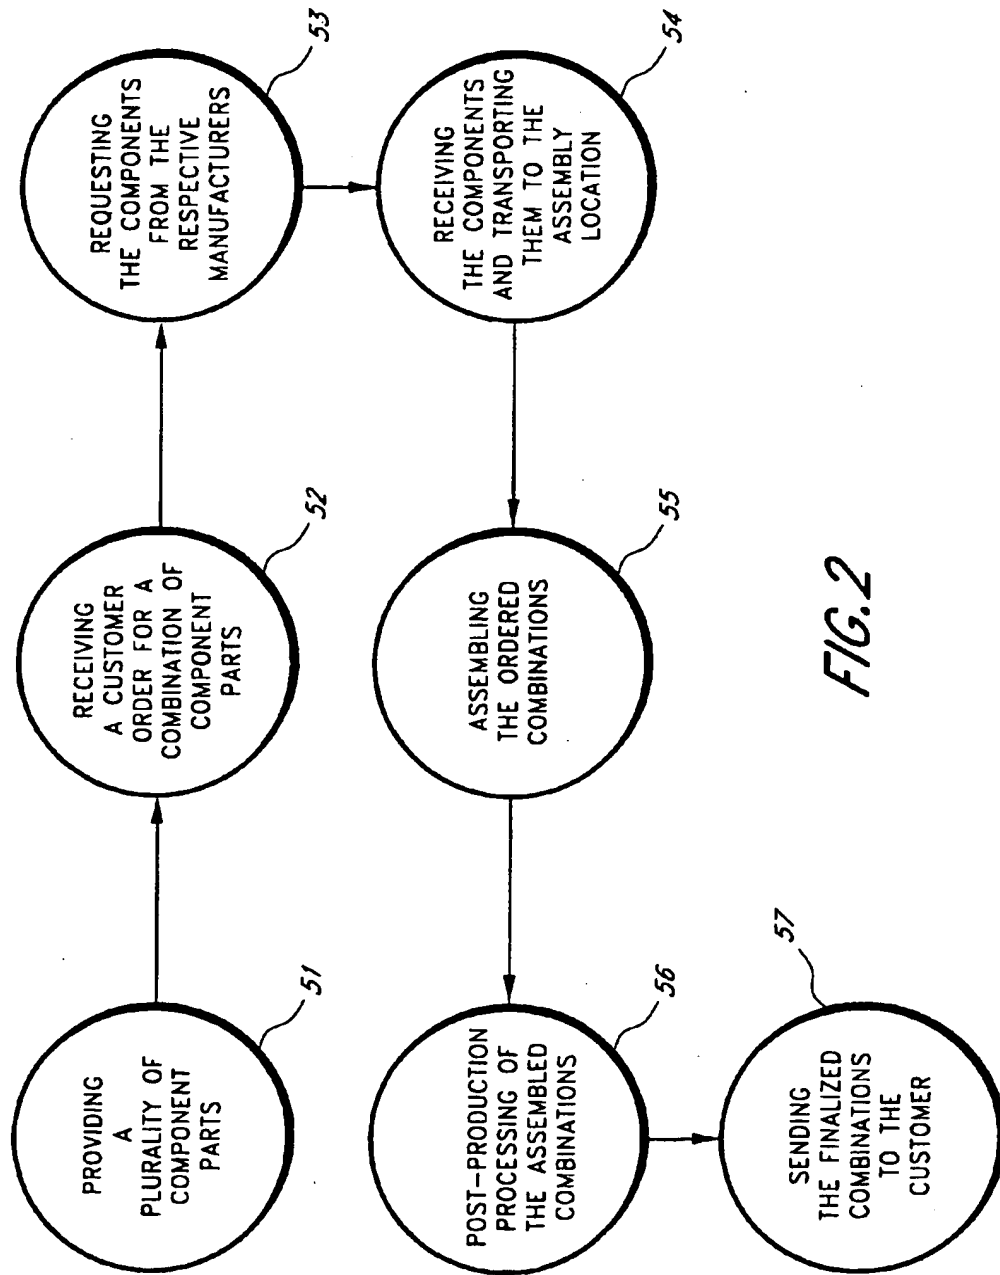 PROVIDING
A
PLURALITY OF
COMPONENT
PARTS
51
RECEIVING
A CUSTOMER
ORDER FOR A
COMBINATION OF
COMPONENT
PARTS
52
REQUESTING
THE COMPONENTS
FROM THE
RESPECTIVE
MANUFACTURERS
53
RECEIVING
THE COMPONENTS
AND TRANSPORTING
THEM TO THE
ASSEMBLY
LOCATION
54
ASSEMBLING
THE ORDERED
COMBINATIONS
55
POST-PRODUCTION
PROCESSING OF
THE ASSEMBLED
COMBINATIONS
56
SENDING
THE FINALIZED
COMBINATIONS
TO THE
CUSTOMER
57
FIG.2